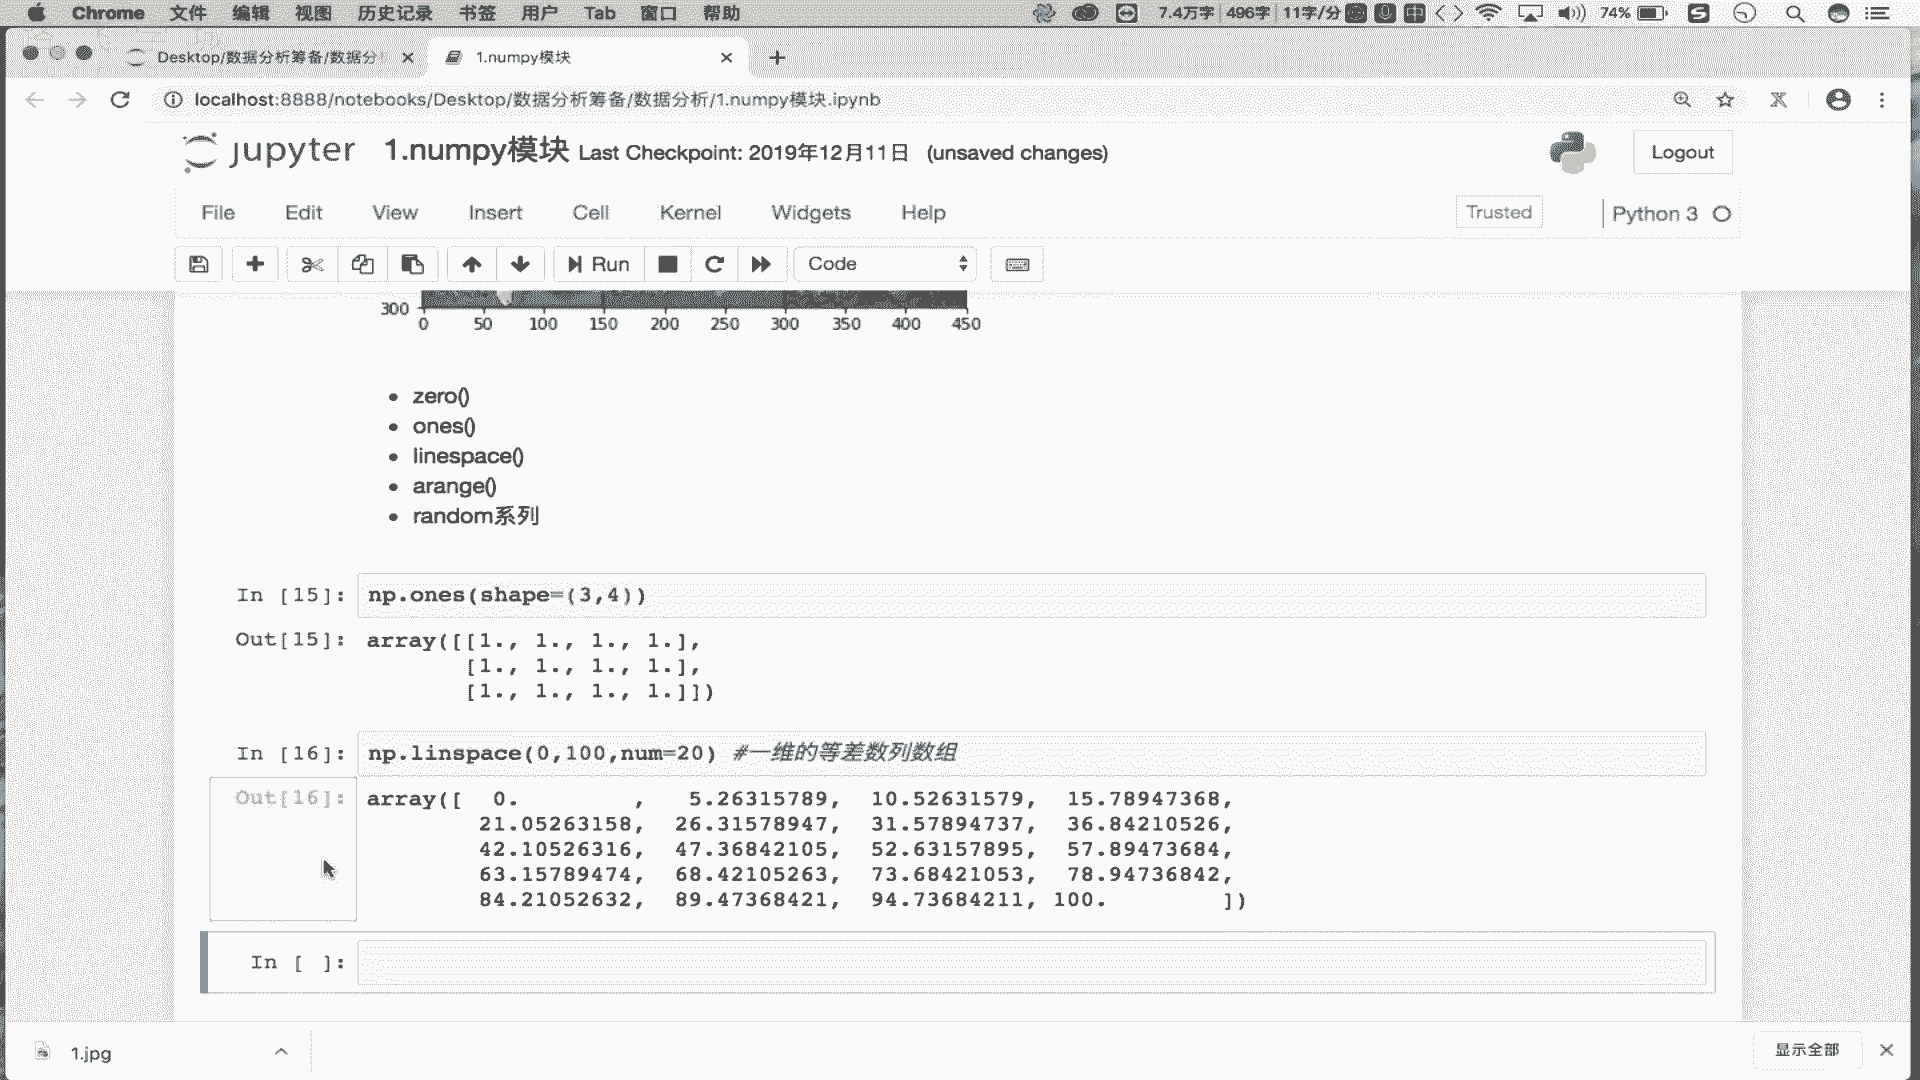 Chrome 文件 编辑 视图 历史记录 书签 用户 Tab 窗口 帮助 7.4万字 496字 11字/分 中 74% S
Desktop/数据分析筹备/数据分析 1.numpy模块
localhost:8888/notebooks/Desktop/数据分析筹备/数据分析/1.numpy模块.ipynb
jupyter 1.numpy模块 Last Checkpoint: 2019年12月11日 (unsaved changes) Logout
File Edit View Insert Cell Kernel Widgets Help Trusted Python 3
Run Code
300
0 50 100 150 200 250 300 350 400 450
• zero()
• ones()
• linespace()
• arange()
• random系列
In [15]: np.ones(shape=(3,4))
Out[15]: array([[1., 1., 1., 1.],
[1., 1., 1., 1.],
[1., 1., 1., 1.]])
In [16]: np.linspace(0,100,num=20) #一维的等差数列数组
Out[16]: array([ 0. , 5.26315789, 10.52631579, 15.78947368,
21.05263158, 26.31578947, 31.57894737, 36.84210526,
42.10526316, 47.36842105, 52.63157895, 57.89473684,
63.15789474, 68.42105263, 73.68421053, 78.94736842,
84.21052632, 89.47368421, 94.73684211, 100. ])
In [ ]:
1.jpg 显示全部